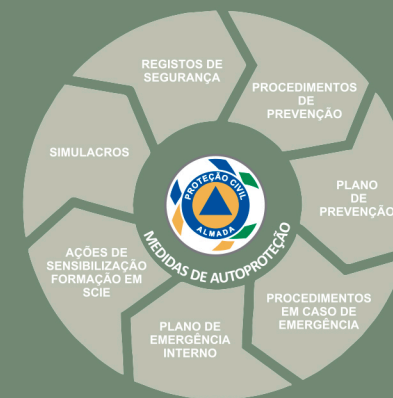 REGISTOS DE
SEGURANÇA
PROCEDIMENTOS
DE
PREVENÇÃO
PLANO
DE
PREVENÇÃO
PROCEDIMENTOS
EM CASO DE
EMERGÊNCIA
PLANO DE
EMERGÊNCIA
INTERNO
AÇÕES DE
SENSIBILIZAÇÃO
FORMAÇÃO EM
SCIE
SIMULACROS
PROTEÇÃO CIVIL
ALMADA
MEDIDAS DE AUTOPROTEÇÃO